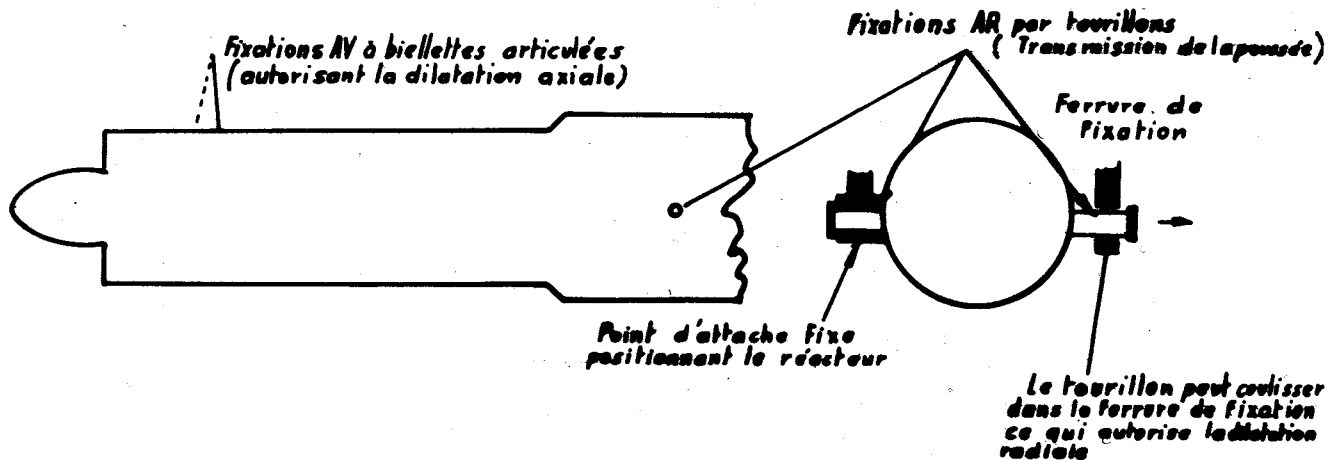 Fixations AV à biellettes articulées
(autorisant la dilatation axiale)
Fixations AR par tourillons
(Transmission de la poussée)
Ferrure de
Fixation
Point d'attache Fixe
positionnant le réacteur
Le tourillon peut coulisser
dans la Ferrure de Fixation
ce qui autorise la dilatation
radiale